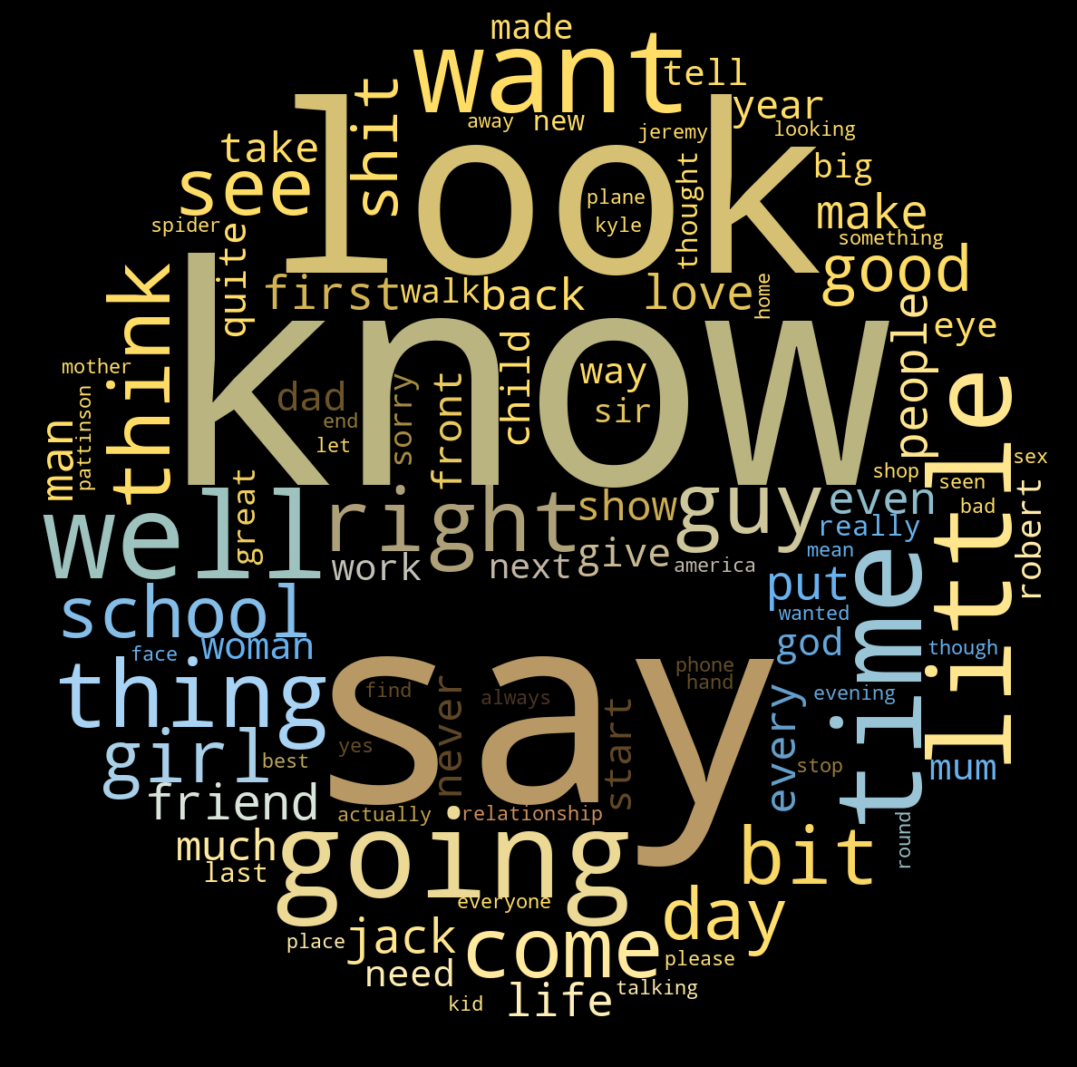 made
want
tell
look
shit
year
away
new
jeremy
looking
take
see
thought
big
plane
kyle
make
spider
quite
something
good
think
know
first
walk
back
love
home
people
eye
child
mother
way
dad
sorry
front
sir
end
let
man
pattinson
little
sex
shop
seen
bad
great
well
right
show
guy
even
robert
really
mean
work
next
give
america
time
put
school
wanted
woman
god
face
though
thing
say
find
always
phone
hand
never
start
evening
every
yes
girl
best
stop
mum
friend
actually
relationship
round
much
going
bit
last
everyone
day
place
jack
come
please
need
talking
kid
life